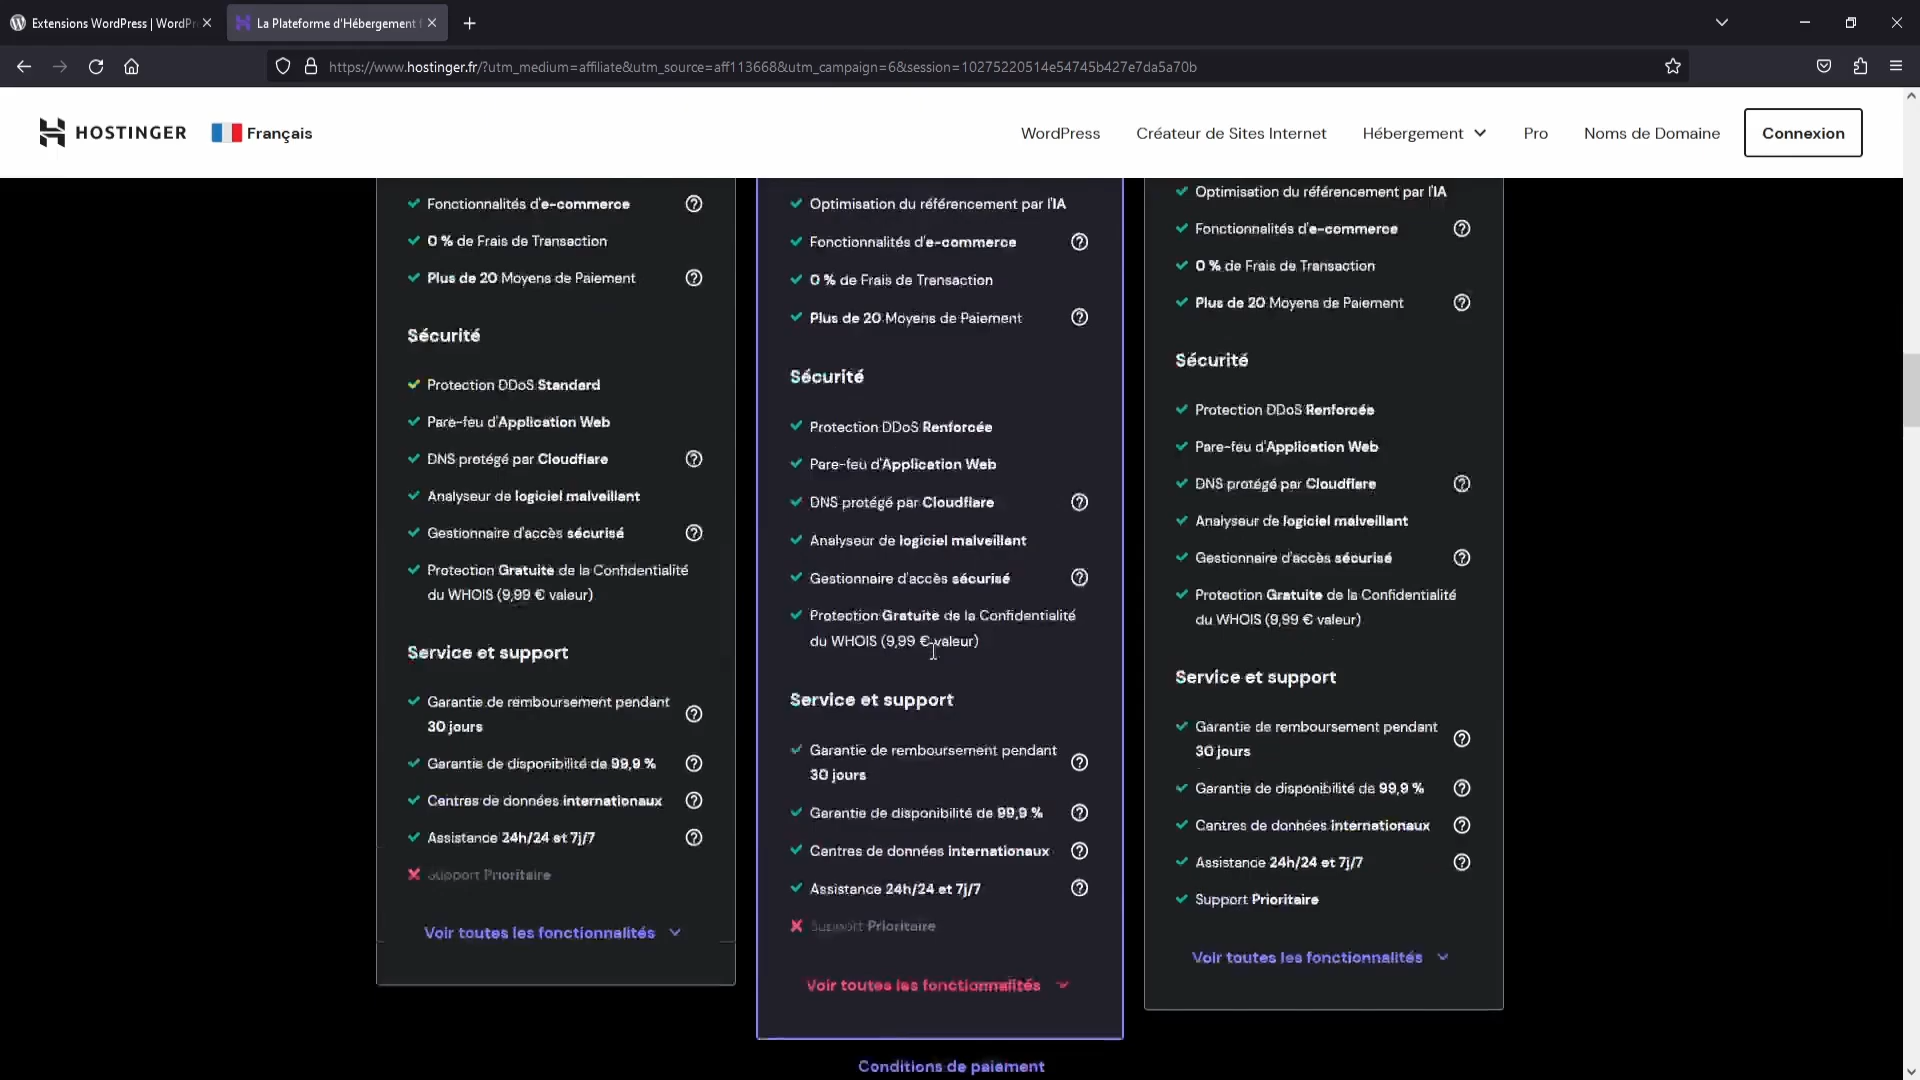 Extensions WordPress | WordPr
La Plateforme d'Hébergement
https://www.hostinger.fr/?utm_medium=affiliate&utm_source=aff113668&utm_campaign=6&session=10275220514e54745b427e7da5a70b
HOSTINGER
Français
WordPress
Créateur de Sites Internet
Hébergement
Pro
Noms de Domaine
Connexion
Fonctionnalités d'e-commerce
0 % de Frais de Transaction
Plus de 20 Moyens de Paiement
Sécurité
Protection DDoS Standard
Pare-feu d'Application Web
DNS protégé par Cloudflare
Analyseur de logiciel malveillant
Gestionnaire d'accès sécurisé
Protection Gratuite de la Confidentialité
du WHOIS (9,99 € valeur)
Service et support
Garantie de remboursement pendant
30 jours
Garantie de disponibilité de 99,9 %
Centres de données internationaux
Assistance 24h/24 et 7j/7
Support Prioritaire
Voir toutes les fonctionnalités
Optimisation du référencement par l'IA
Fonctionnalités d'e-commerce
0 % de Frais de Transaction
Plus de 20 Moyens de Paiement
Sécurité
Protection DDoS Renforcée
Pare-feu d'Application Web
DNS protégé par Cloudflare
Analyseur de logiciel malveillant
Gestionnaire d'accès sécurisé
Protection Gratuite de la Confidentialité
du WHOIS (9,99 € valeur)
Service et support
Garantie de remboursement pendant
30 jours
Garantie de disponibilité de 99,9 %
Centres de données internationaux
Assistance 24h/24 et 7j/7
Support Prioritaire
Voir toutes les fonctionnalités
Optimisation du référencement par l'IA
Fonctionnalités d'e-commerce
0 % de Frais de Transaction
Plus de 20 Moyens de Paiement
Sécurité
Protection DDoS Renforcée
Pare-feu d'Application Web
DNS protégé par Cloudflare
Analyseur de logiciel malveillant
Gestionnaire d'accès sécurisé
Protection Gratuite de la Confidentialité
du WHOIS (9,99 € valeur)
Service et support
Garantie de remboursement pendant
30 jours
Garantie de disponibilité de 99,9 %
Centres de données internationaux
Assistance 24h/24 et 7j/7
Support Prioritaire
Voir toutes les fonctionnalités
Conditions de paiement